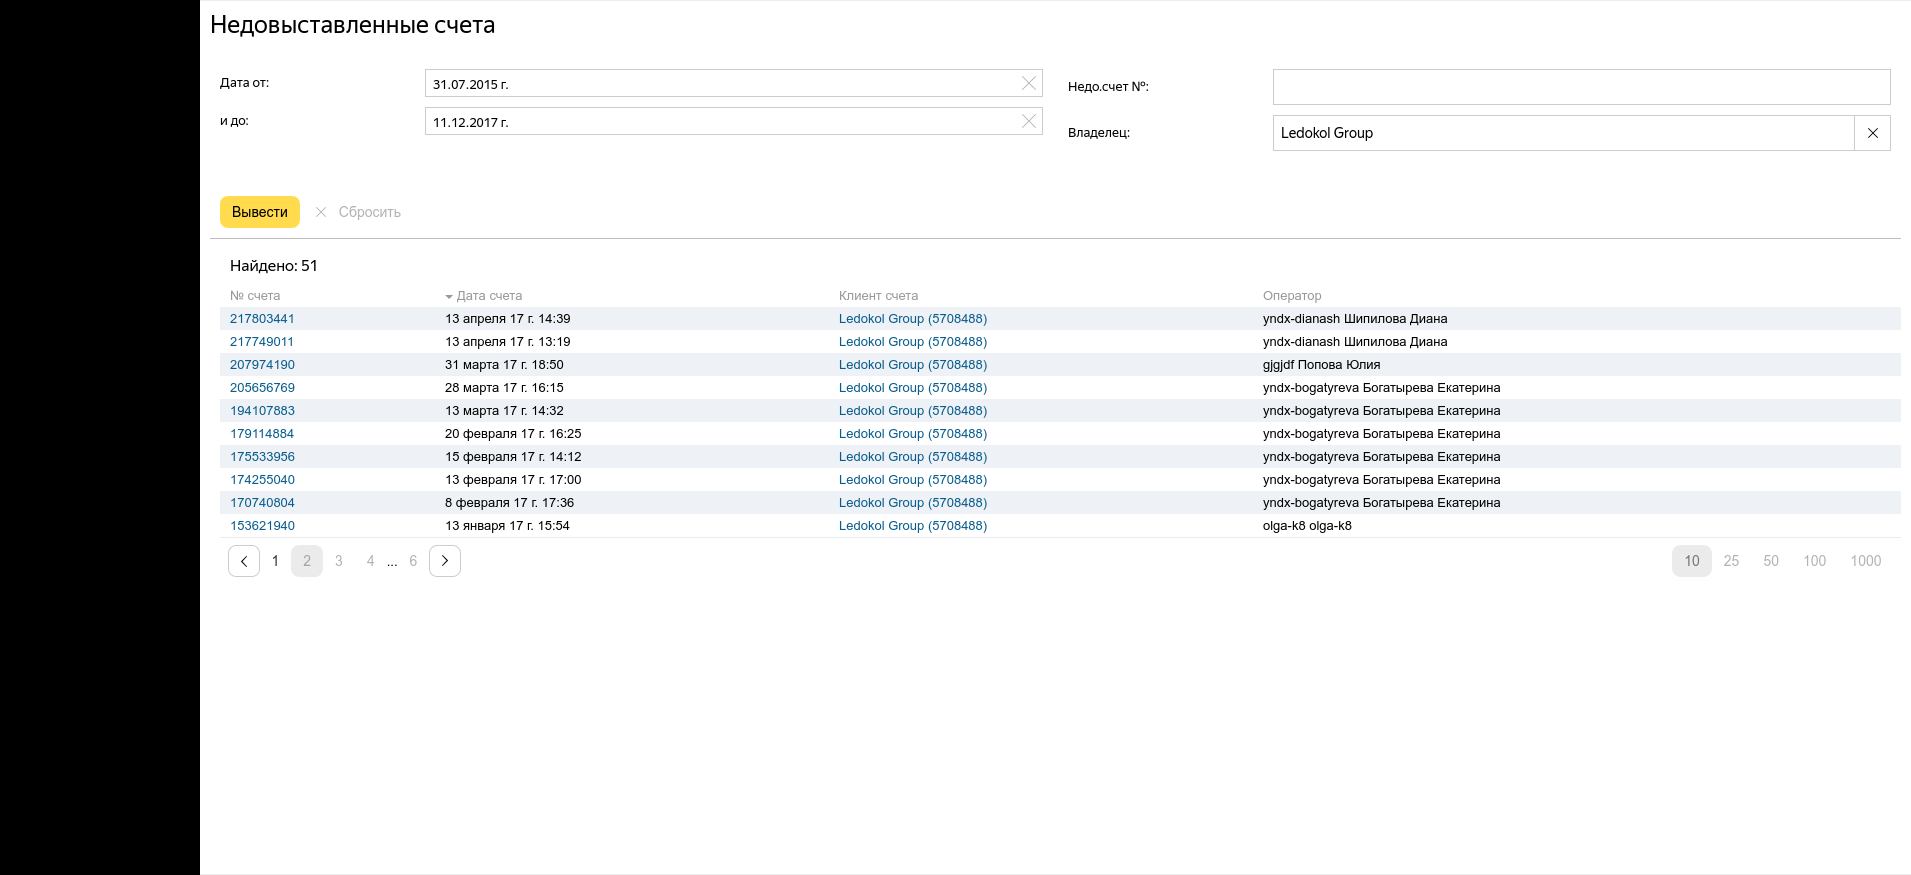 Недовыставленные счета
Дата от:
31.07.2015 г.
и до:
11.12.2017 г.
Недо.счет №:
Владелец:
Ledokol Group
Вывести
Сбросить
Найдено: 51
№ счета Дата счета Клиент счета Оператор
217803441 13 апреля 17 г. 14:39 Ledokol Group (5708488) yndx-dianash Шипилова Диана
217749011 13 апреля 17 г. 13:19 Ledokol Group (5708488) yndx-dianash Шипилова Диана
207974190 31 марта 17 г. 18:50 Ledokol Group (5708488) gjgjdf Попова Юлия
205656769 28 марта 17 г. 16:15 Ledokol Group (5708488) yndx-bogatyreva Богатырева Екатерина
194107883 13 марта 17 г. 14:32 Ledokol Group (5708488) yndx-bogatyreva Богатырева Екатерина
179114884 20 февраля 17 г. 16:25 Ledokol Group (5708488) yndx-bogatyreva Богатырева Екатерина
175533956 15 февраля 17 г. 14:12 Ledokol Group (5708488) yndx-bogatyreva Богатырева Екатерина
174255040 13 февраля 17 г. 17:00 Ledokol Group (5708488) yndx-bogatyreva Богатырева Екатерина
170740804 8 февраля 17 г. 17:36 Ledokol Group (5708488) yndx-bogatyreva Богатырева Екатерина
153621940 13 января 17 г. 15:54 Ledokol Group (5708488) olga-k8 olga-k8
1 2 3 4 ... 6
10 25 50 100 1000